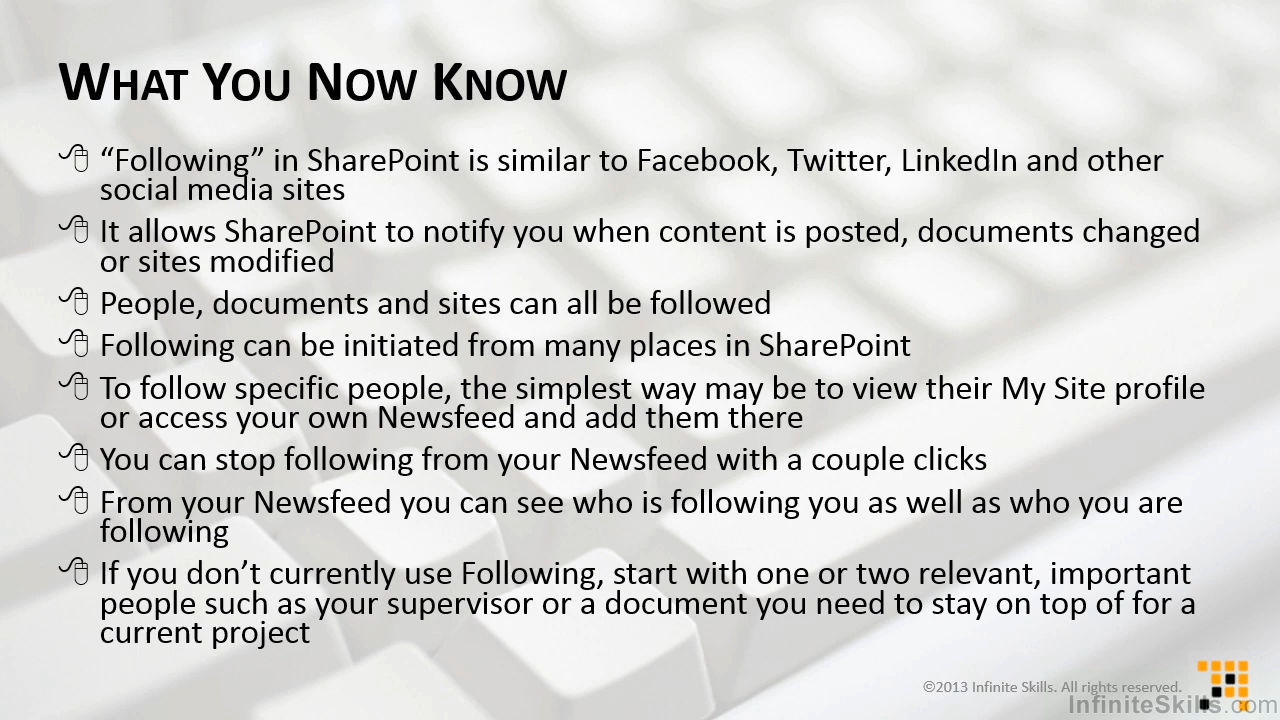 What You Now Know
“Following” in SharePoint is similar to Facebook, Twitter, LinkedIn and other
social media sites
It allows SharePoint to notify you when content is posted, documents changed
or sites modified
People, documents and sites can all be followed
Following can be initiated from many places in SharePoint
To follow specific people, the simplest way may be to view their My Site profile
or access your own Newsfeed and add them there
You can stop following from your Newsfeed with a couple clicks
From your Newsfeed you can see who is following you as well as who you are
following
If you don’t currently use Following, start with one or two relevant, important
people such as your supervisor or a document you need to stay on top of for a
current project
©2013 Infinite Skills. All rights reserved.
InfiniteSkills.com